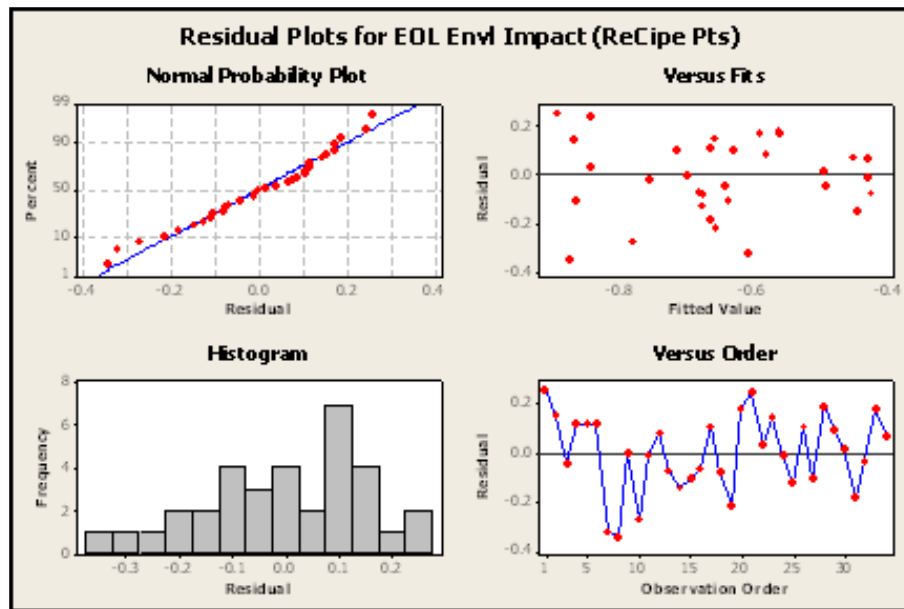 Residual Plots for EOL Envl Impact (ReCipe Pts)
Normal Probability Plot
99
90
50
10
1
Percent
-0.4 -0.2 0.0 0.2 0.4
Residual
Versus Fits
0.2
0.0
-0.2
-0.4
Residual
-0.8 -0.6 -0.4
Fitted Value
Histogram
8
6
4
2
0
Frequency
-0.3 -0.2 -0.1 0.0 0.1 0.2
Residual
Versus Order
0.2
0.0
-0.2
-0.4
Residual
1 5 10 15 20 25 30
Observation Order